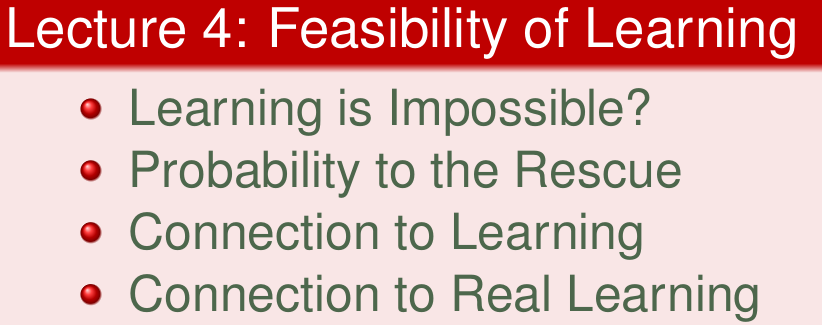 Lecture 4: Feasibility of Learning
Learning is Impossible?
Probability to the Rescue
Connection to Learning
Connection to Real Learning